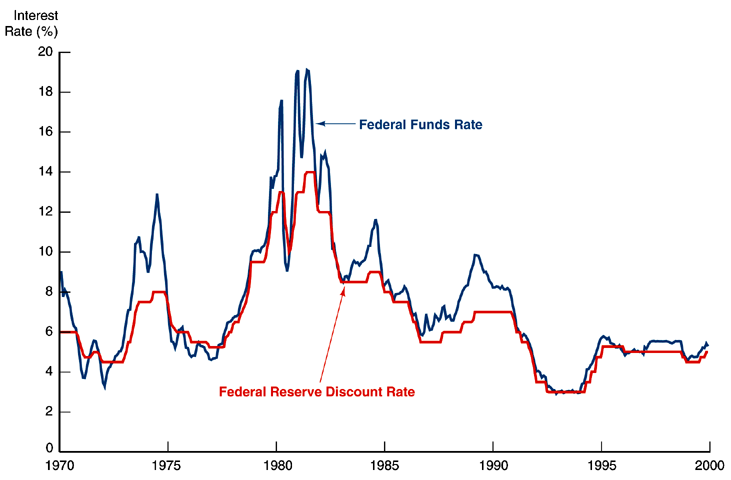 Interest
Rate (%)
20
18
16
14
12
10
8
6
4
2
0
Federal Funds Rate
Federal Reserve Discount Rate
1970 1975 1980 1985 1990 1995 2000